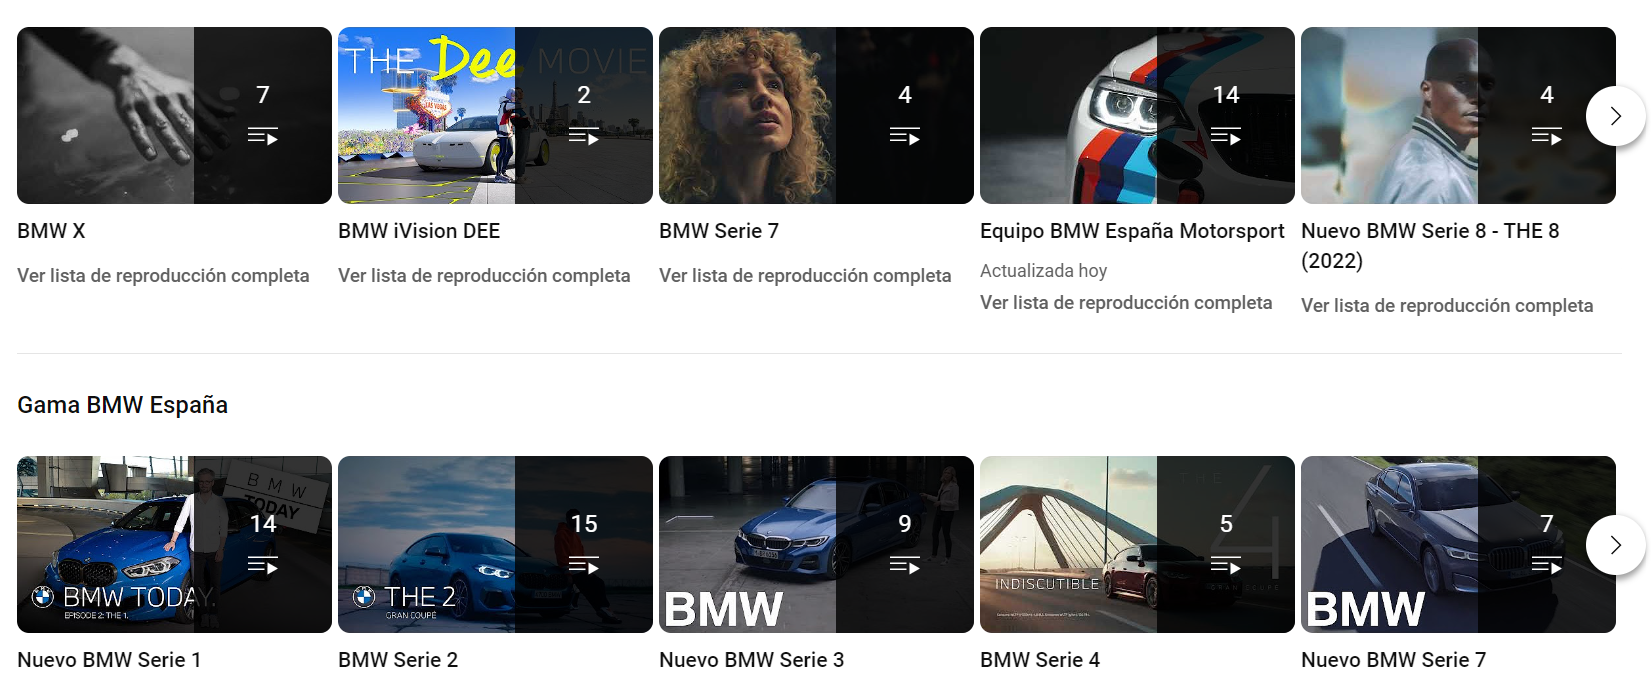 THE Dee MOVIE
7
2
4
14
4
BMW X
BMW iVision DEE
BMW Serie 7
Equipo BMW España Motorsport
Nuevo BMW Serie 8 - THE 8
(2022)
Actualizada hoy
Ver lista de reproducción completa
Ver lista de reproducción completa
Ver lista de reproducción completa
Ver lista de reproducción completa
Ver lista de reproducción completa
Gama BMW España
BMW
TODAY
14
BMW TODAY.
EPISODE 2: THE 1.
15
THE 2
GRAN COUPÉ
9
BMW
THE
4
GRAN COUPÉ
5
INDISCUTIBLE
7
BMW
Nuevo BMW Serie 1
BMW Serie 2
Nuevo BMW Serie 3
BMW Serie 4
Nuevo BMW Serie 7